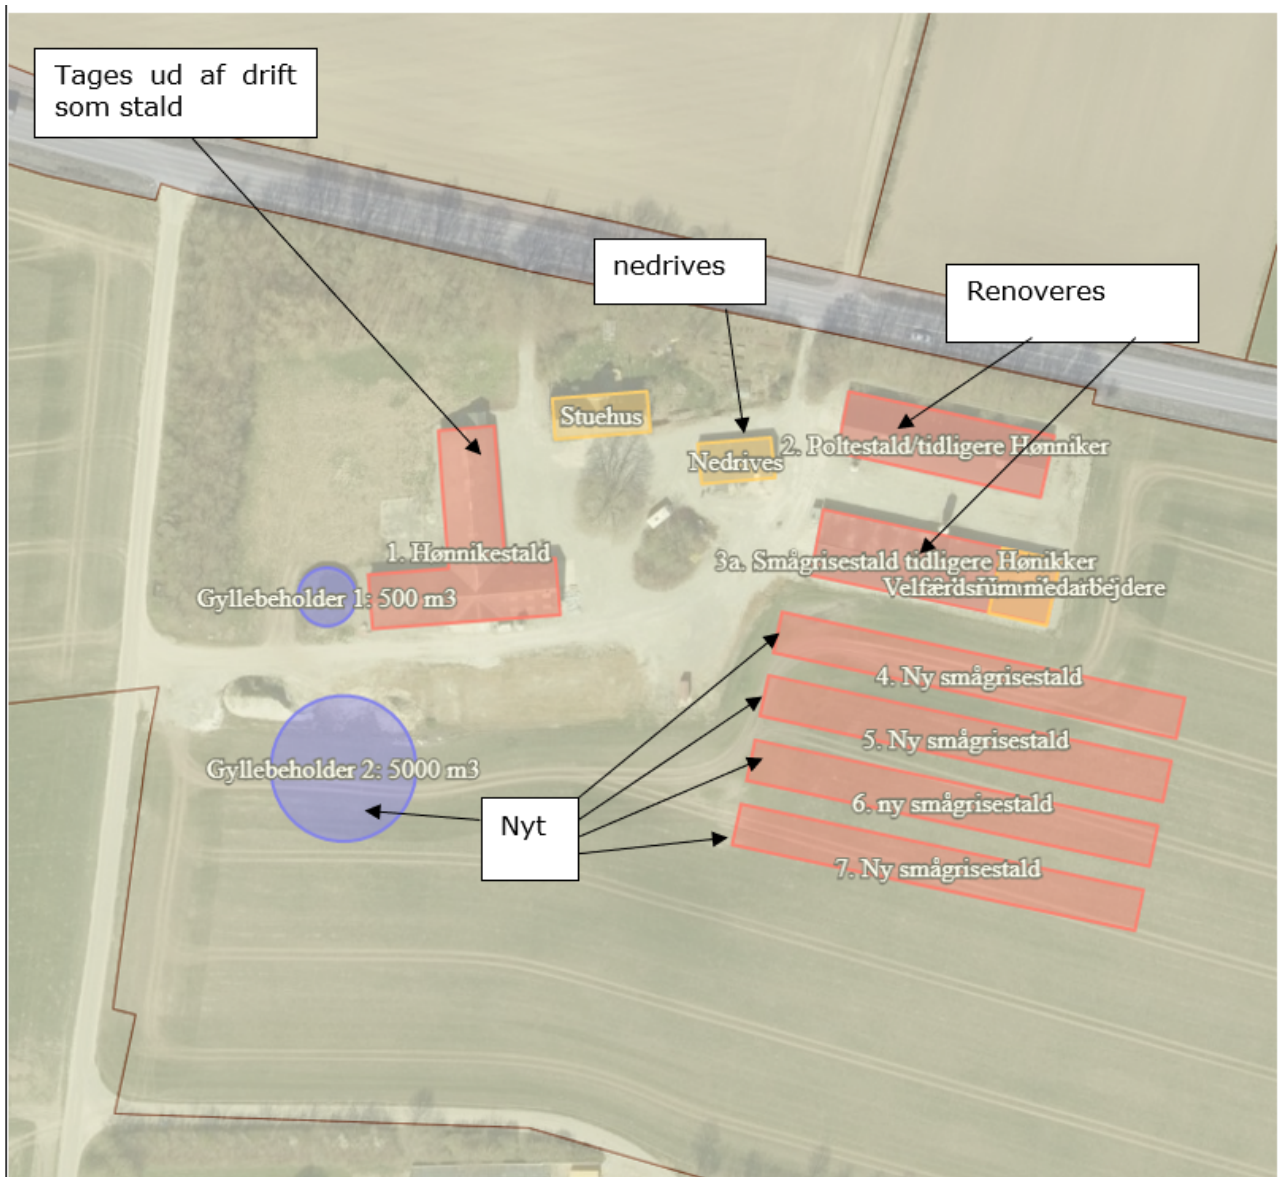 Tages ud af drift
som stald
nedrives
Renoveres
Stuehus
Nedrives
2. Poltestald/tidligere Hønniker
1. Hønnikestald
3a. Smågrisestald tidligere Hønikker
Velfærdsrum medarbejdere
Gyllebeholder 1: 500 m3
4. Ny smågrisestald
5. Ny smågrisestald
Gyllebeholder 2: 5000 m3
6. ny smågrisestald
Nyt
7. Ny smågrisestald